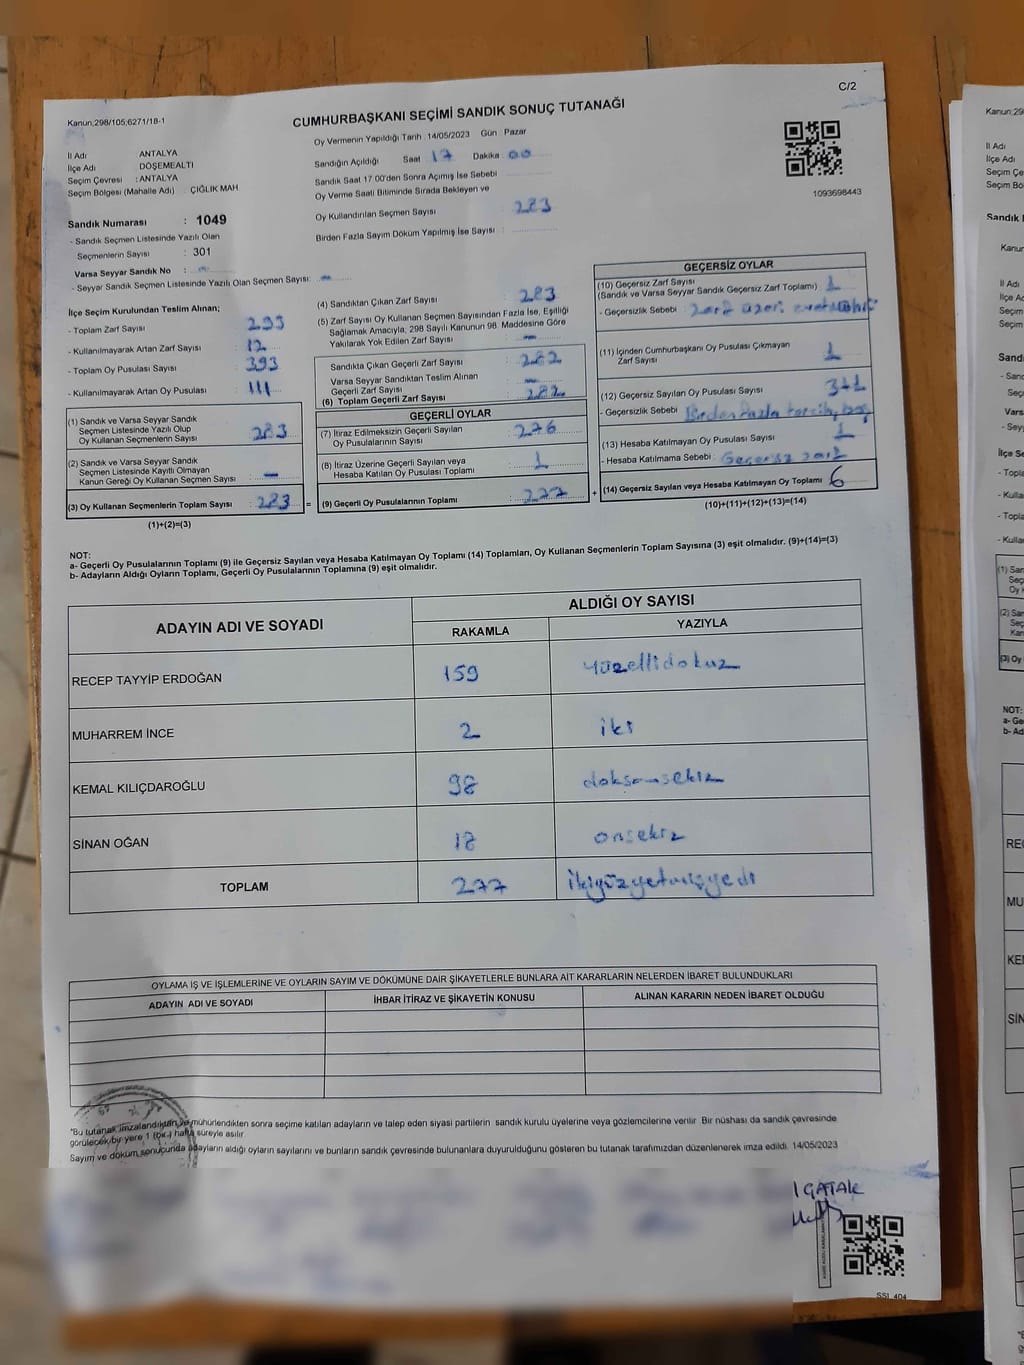 C/2
Kanun:298/105;6271/18-1
CUMHURBAŞKANI SEÇİMİ SANDIK SONUÇ TUTANAĞI
Oy Vermenin Yapıldığı Tarih : 14/05/2023 Gün : Pazar
İl Adı : ANTALYA
İlçe Adı : DÖŞEMEALTI
Seçim Çevresi : ANTALYA
Seçim Bölgesi (Mahalle Adı) : ÇIĞLIK MAH
Sandığın Açıldığı Saat 17 Dakika 00
Sandık Saat 17:00'den Sonra Açılmış İse Sebebi
Oy Verme Saati Bitiminde Sırada Bekleyen ve
Oy Kullandırılan Seçmen Sayısı : 283
Birden Fazla Sayım Döküm Yapılmış İse Sayısı :
1093698443
Sandık Numarası : 1049
- Sandık Seçmen Listesinde Yazılı Olan
Seçmenlerin Sayısı : 301
Varsa Seyyar Sandık No : -
- Seyyar Sandık Seçmen Listesinde Yazılı Olan Seçmen Sayısı: -
İlçe Seçim Kurulundan Teslim Alınan;
- Toplam Zarf Sayısı : 295
- Kullanılmayarak Artan Zarf Sayısı : 12
- Toplam Oy Pusulası Sayısı : 393
- Kullanılmayarak Artan Oy Pusulası : 111
(1) Sandık ve Varsa Seyyar Sandık
Seçmen Listesinde Yazılı Olup
Oy Kullanan Seçmenlerin Sayısı : 283
(2) Sandık ve Varsa Seyyar Sandık
Seçmen Listesinde Kayıtlı Olmayan
Kanun Gereği Oy Kullanan Seçmen Sayısı : -
(3) Oy Kullanan Seçmenlerin Toplam Sayısı : 283 =
(1)+(2)=(3)
(4) Sandıktan Çıkan Zarf Sayısı : 283
(5) Zarf Sayısı Oy Kullanan Seçmen Sayısından Fazla İse, Eşitliği
Sağlamak Amacıyla, 298 Sayılı Kanunun 98. Maddesine Göre
Yakılarak Yok Edilen Zarf Sayısı : -
Sandıkta Çıkan Geçerli Zarf Sayısı : 282
Varsa Seyyar Sandıktan Teslim Alınan
Geçerli Zarf Sayısı : -
(6) Toplam Geçerli Zarf Sayısı : 282
GEÇERLİ OYLAR
(7) İtiraz Edilmeksizin Geçerli Sayılan
Oy Pusulalarının Sayısı : 276
(8) İtiraz Üzerine Geçerli Sayılan veya
Hesaba Katılan Oy Pusulası Toplamı : 1
(9) Geçerli Oy Pusulalarının Toplamı : 277 +
GEÇERSİZ OYLAR
(10) Geçersiz Zarf Sayısı : 1
(Sandık ve Varsa Seyyar Sandık Geçersiz Zarf Toplamı)
- Geçersizlik Sebebi : zarf üzeri
(11) İçinden Cumhurbaşkanı Oy Pusulası Çıkmayan
Zarf Sayısı : 1
(12) Geçersiz Sayılan Oy Pusulası Sayısı : 3+1
- Geçersizlik Sebebi : Birden fazla tercih,
(13) Hesaba Katılmayan Oy Pusulası Sayısı : 1
- Hesaba Katılmama Sebebi : Geçersiz zarf
(14) Geçersiz Sayılan veya Hesaba Katılmayan Oy Toplamı : 6
(10)+(11)+(12)+(13)=(14)
NOT:
a- Geçerli Oy Pusulalarının Toplamı (9) ile Geçersiz Sayılan veya Hesaba Katılmayan Oy Toplamı (14) Toplamları, Oy Kullanan Seçmenlerin Toplam Sayısına (3) eşit olmalıdır. (9)+(14)=(3)
b- Adayların Aldığı Oyların Toplamı, Geçerli Oy Pusulalarının Toplamına (9) eşit olmalıdır.
ADAYIN ADI VE SOYADI
ALDIĞI OY SAYISI
RAKAMLA YAZIYLA
RECEP TAYYİP ERDOĞAN 159 yüzellidokuz
MUHARREM İNCE 2 iki
KEMAL KILIÇDAROĞLU 98 doksansekiz
SİNAN OĞAN 18 onsekiz
TOPLAM 277 ikiyüzyetmişyedi
OYLAMA İŞ VE İŞLEMLERİNE VE OYLARIN SAYIM VE DÖKÜMÜNE DAİR ŞİKAYETLERLE BUNLARA AİT KARARLARIN NELERDEN İBARET BULUNDUKLARI
ADAYIN ADI VE SOYADI İHBAR İTİRAZ VE ŞİKAYETİN KONUSU ALINAN KARARIN NEDEN İBARET OLDUĞU
*Bu tutanak imzalandıktan ve mühürlendikten sonra seçime katılan adayların ve talep eden siyasi partilerin sandık kurulu üyelerine veya gözlemcilerine verilir. Bir nüshası da sandık çevresinde
görülecek bir yere 1 (bir) hafta süreyle asılır.
Sayım ve döküm sonucunda adayların aldığı oyların sayılarını ve bunların sandık çevresinde bulunanlara duyurulduğunu gösteren bu tutanak tarafımızdan düzenlenerek imza edildi. 14/05/2023
ÇATAK
SSI_404